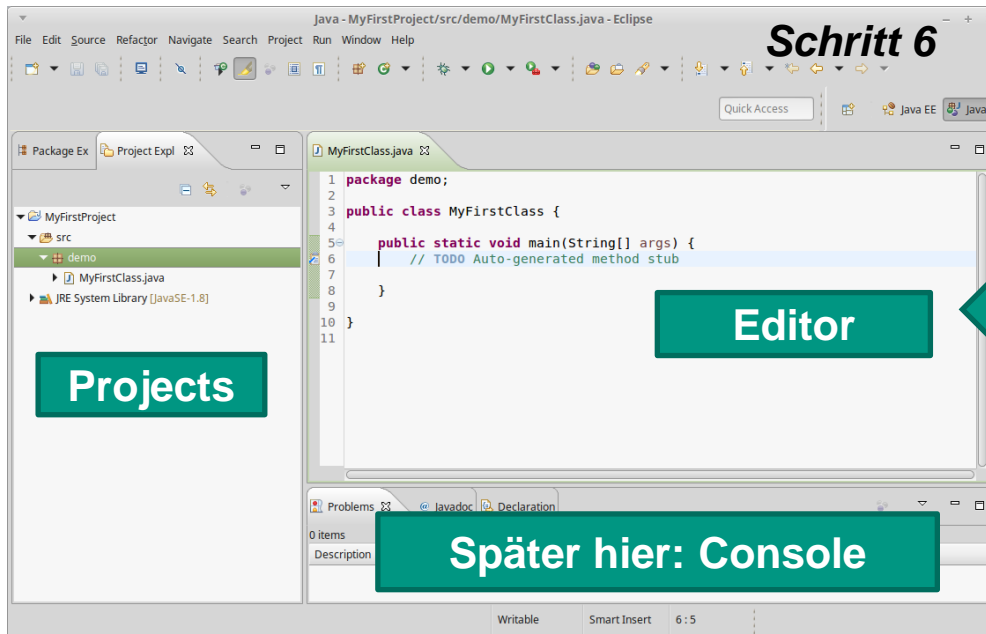 Java - MyFirstProject/src/demo/MyFirstClass.java - Eclipse
Schritt 6
File Edit Source Refactor Navigate Search Project Run Window Help
Quick Access
Java EE
Java
Package Ex
Project Expl
MyFirstClass.java
MyFirstProject
src
demo
MyFirstClass.java
JRE System Library [JavaSE-1.8]
Projects
1 package demo;
2
3 public class MyFirstClass {
4
5 public static void main(String[] args) {
6 // TODO Auto-generated method stub
7
8 }
9
10 }
11
Editor
Problems @ Javadoc Declaration
0 items
Description
Später hier: Console
Writable Smart Insert 6 : 5